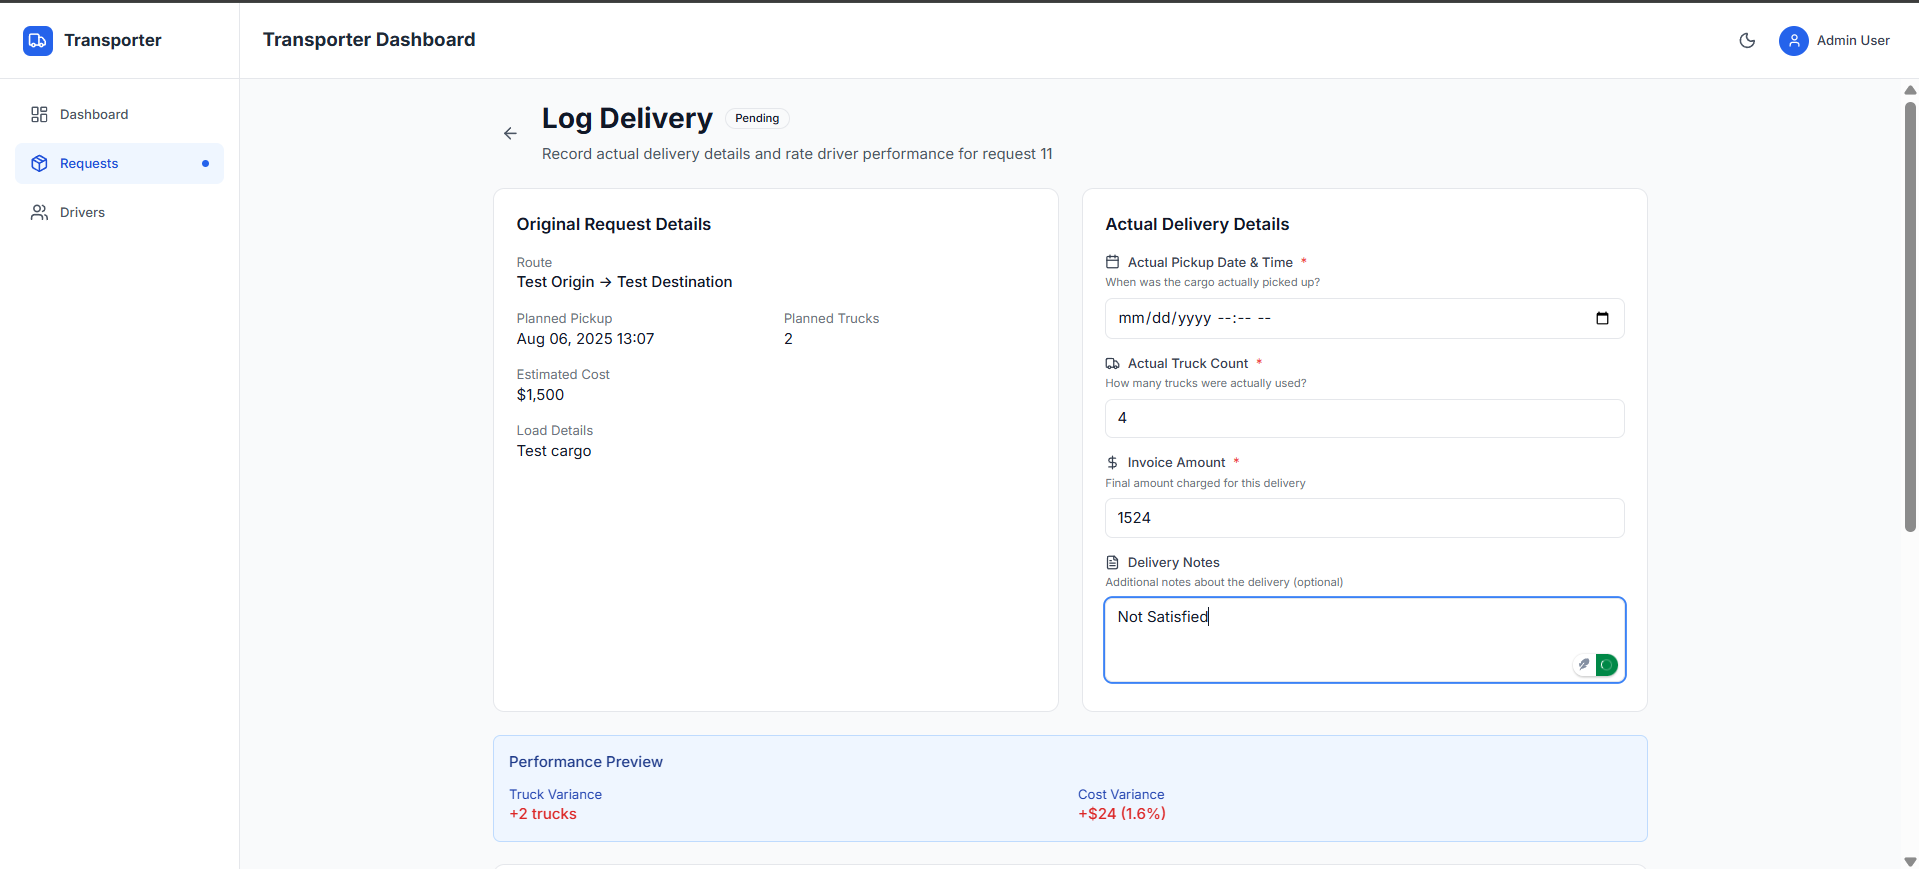 Transporter
Transporter Dashboard
Admin User
Dashboard
Requests
Drivers
Log Delivery
Pending
Record actual delivery details and rate driver performance for request 11
Original Request Details
Route
Test Origin → Test Destination
Planned Pickup
Planned Trucks
Aug 06, 2025 13:07
2
Estimated Cost
$1,500
Load Details
Test cargo
Actual Delivery Details
Actual Pickup Date & Time *
When was the cargo actually picked up?
mm/dd/yyyy --:-- --
Actual Truck Count *
How many trucks were actually used?
4
Invoice Amount *
Final amount charged for this delivery
1524
Delivery Notes
Additional notes about the delivery (optional)
Not Satisfied
Performance Preview
Truck Variance
Cost Variance
+2 trucks
+$24 (1.6%)